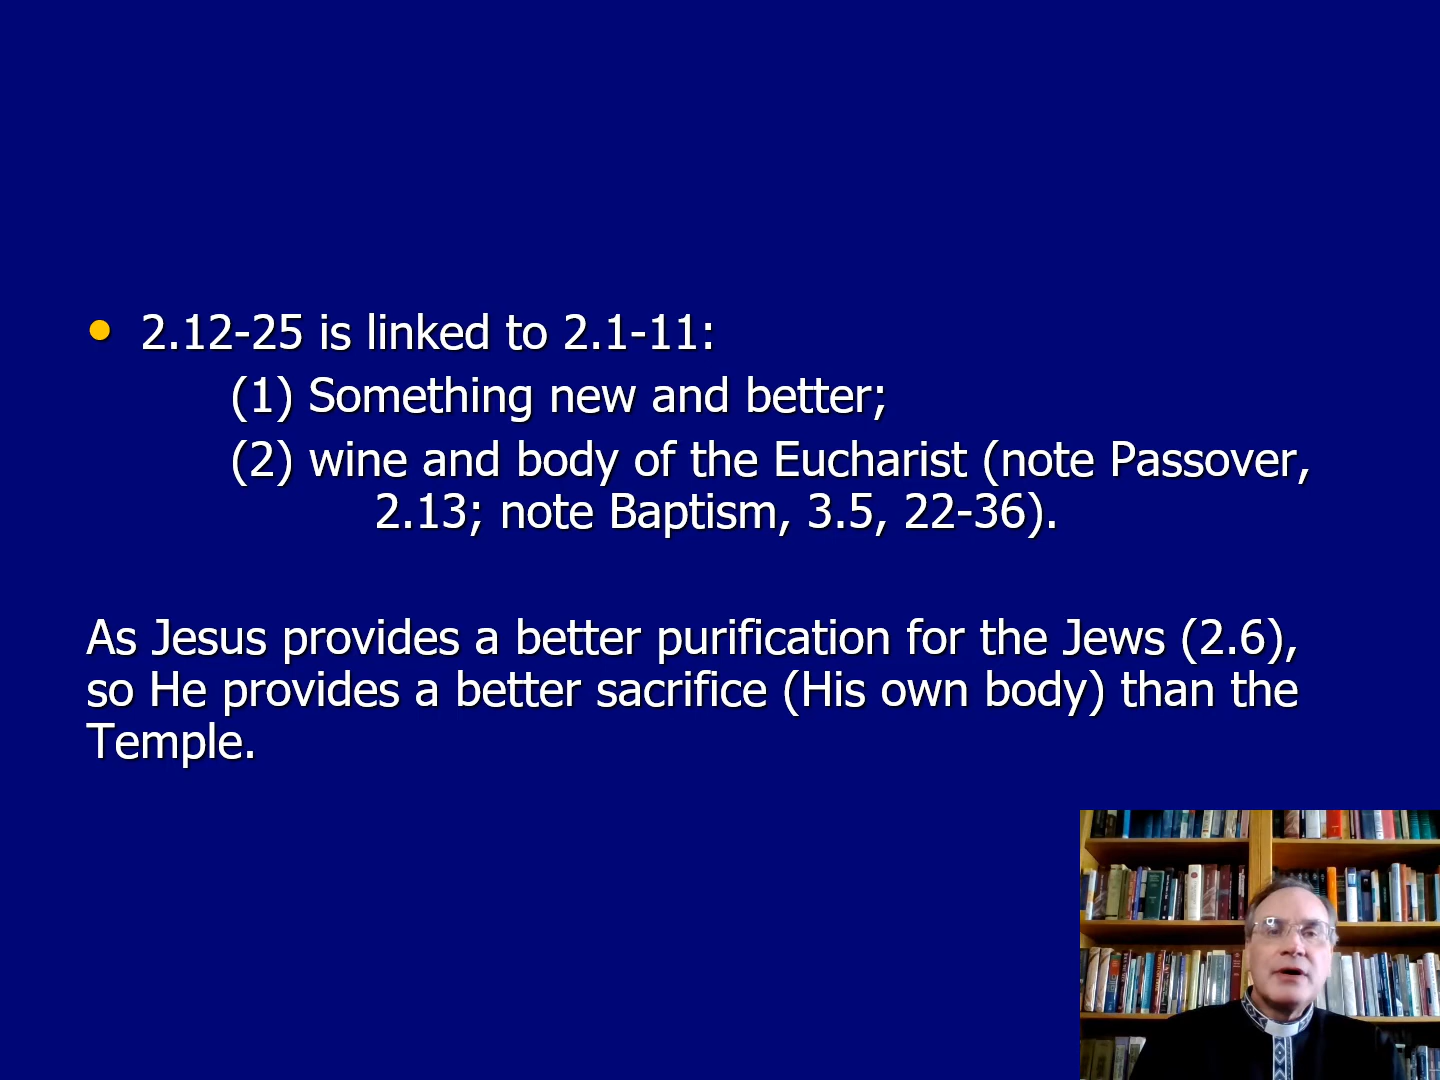 • 2.12-25 is linked to 2.1-11:
(1) Something new and better;
(2) wine and body of the Eucharist (note Passover,
2.13; note Baptism, 3.5, 22-36).
As Jesus provides a better purification for the Jews (2.6),
so He provides a better sacrifice (His own body) than the
Temple.